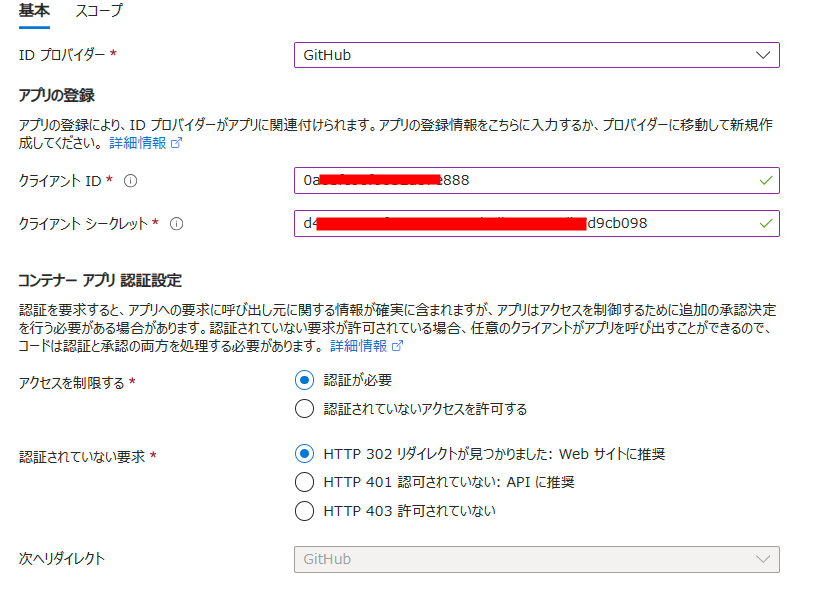 基本 スコープ
ID プロバイダー *
GitHub
アプリの登録
アプリの登録により、ID プロバイダーがアプリに関連付けられます。アプリの登録情報をこちらに入力するか、プロバイダーに移動して新規作
成してください。 詳細情報
クライアント ID *
0a e888
クライアント シークレット *
d4 d9cb098
コンテナー アプリ 認証設定
認証を要求すると、アプリへの要求に呼び出し元に関する情報が確実に含まれますが、アプリはアクセスを制御するために追加の承認決定
を行う必要がある場合があります。認証されていない要求が許可されている場合、任意のクライアントがアプリを呼び出すことができるので、
コードは認証と承認の両方を処理する必要があります。 詳細情報
アクセスを制限する *
認証が必要
認証されていないアクセスを許可する
認証されていない要求 *
HTTP 302 リダイレクトが見つかりました: Web サイトに推奨
HTTP 401 認可されていない: API に推奨
HTTP 403 許可されていない
次へリダイレクト
GitHub